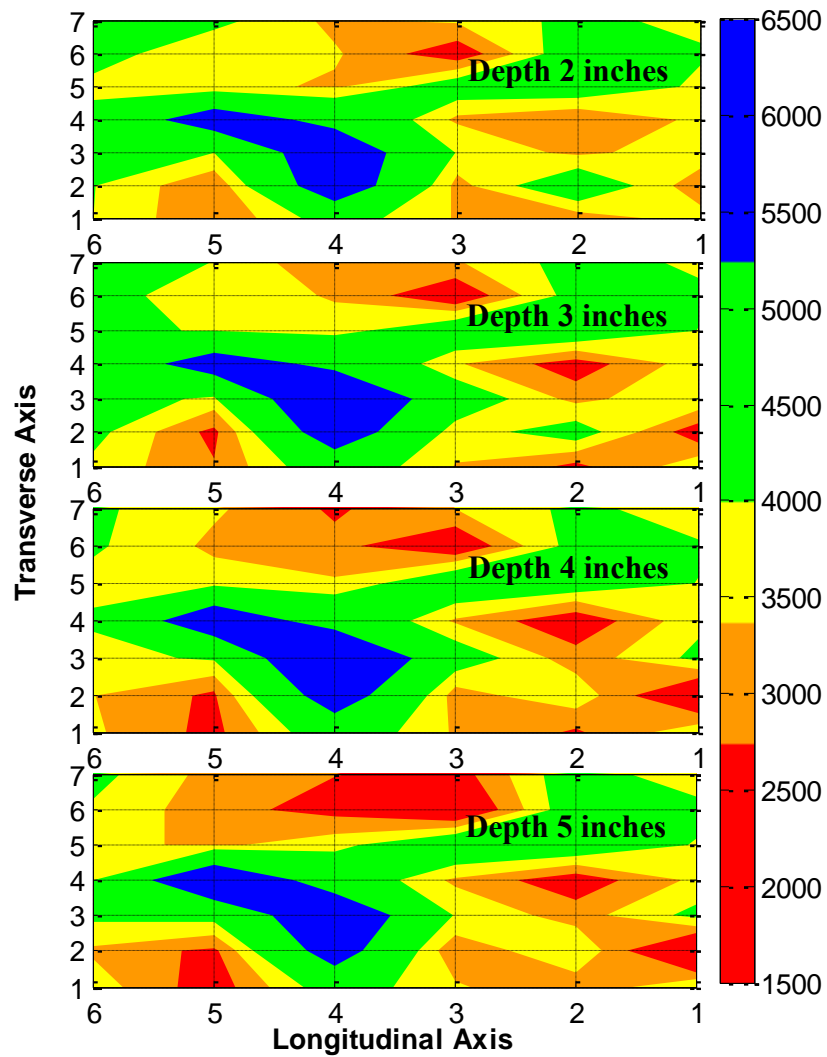 7 6500
6
Depth 2 inches
5 6000
4
3
2 5500
1
6 5 4 3 2 1
7 5000
6
Depth 3 inches
5
4 4500
3
2
1 4000
6 5 4 3 2 1
7
6 3500
Depth 4 inches
5
4
3 3000
2
1
6 5 4 3 2 1
7 2500
6
Depth 5 inches
5
4 2000
3
2
1 1500
6 5 4 3 2 1
Transverse Axis
Longitudinal Axis